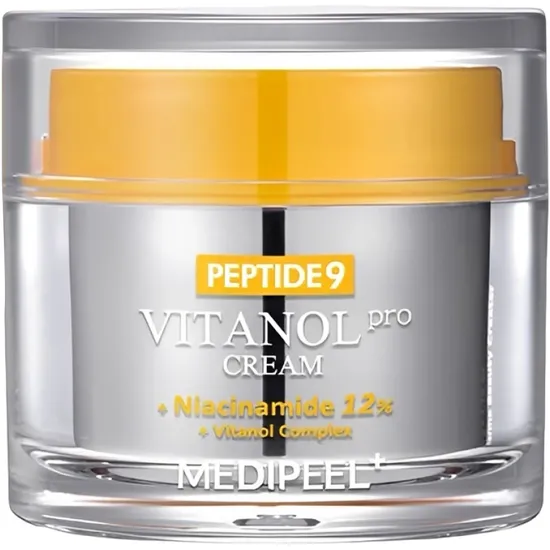 PEPTIDE 9
VITANOL pro
CREAM
+ Niacinamide 12%
+ Vitanol Complex
MEDIPEEL+